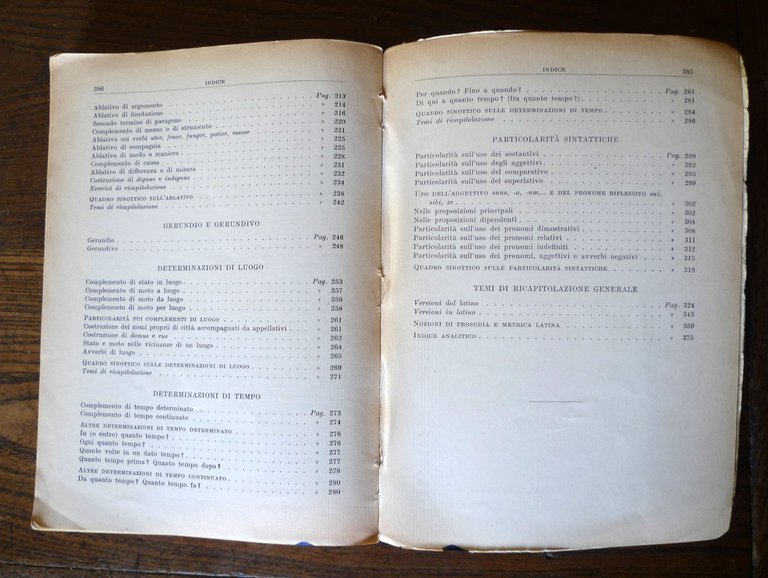 386
INDICE
Pag. 213
Ablativo di argomento » 214
Ablativo di limitazione » 216
Secondo termine di paragone » 220
Complemento di mezzo o di strumento » 221
Ablativo coi verbi utor, fruor, fungor, potior, vescor » 225
Ablativo di compagnia » 225
Ablativo di modo o maniera » 228
Complemento di causa » 231
Ablativo di differenza o di misura » 232
Costruzione di dignus e indignus » 234
Esercizi di ricapitolazione
QUADRO SINOTTICO SULL'ABLATIVO » 238
Temi di ricapitolazione » 242
GERUNDIO E GERUNDIVO
Gerundio Pag. 246
Gerundivo » 248
DETERMINAZIONI DI LUOGO
Complemento di stato in luogo Pag. 253
Complemento di moto a luogo » 257
Complemento di moto da luogo » 258
Complemento di moto per luogo » 258
PARTICOLARITÀ SUI COMPLEMENTI DI LUOGO » 261
Costruzione dei nomi proprii di città accompagnati da appellativi » 261
Costruzione di domus e rus » 262
Stato e moto nelle vicinanze di un luogo » 264
Avverbi di luogo » 265
QUADRO SINOTTICO SULLE DETERMINAZIONI DI LUOGO » 269
Temi di ricapitolazione » 271
DETERMINAZIONI DI TEMPO
Complemento di tempo determinato Pag. 273
Complemento di tempo continuato » 274
ALTRE DETERMINAZIONI DI TEMPO DETERMINATO
In (o entro) quanto tempo? » 276
Ogni quanto tempo? » 276
Quante volte in un dato tempo? » 277
Quanto tempo prima? Quanto tempo dopo? » 277
ALTRE DETERMINAZIONI DI TEMPO CONTINUATO » 278
Da quanto tempo? Quanto tempo fa? » 280
» 280
INDICE
387
Per quando? Fino a quando? Pag. 281
Di qui a quanto tempo? (fra quanto tempo?) » 281
QUADRO SINOTTICO SULLE DETERMINAZIONI DI TEMPO » 284
Temi di ricapitolazione » 286
PARTICOLARITÀ SINTATTICHE
Particolarità sull'uso dei sostantivi Pag. 289
Particolarità sull'uso degli aggettivi » 292
Particolarità sull'uso del comparativo » 295
Particolarità sull'uso del superlativo » 299
USO DELL'AGGETTIVO suus, -a, -um... E DEL PRONOME RIFLESSIVO sui,
sibi, se » 302
Nelle proposizioni principali » 302
Nelle proposizioni dipendenti » 304
Particolarità sull'uso dei pronomi dimostrativi » 308
Particolarità sull'uso dei pronomi relativi » 311
Particolarità sull'uso dei pronomi indefiniti » 312
Particolarità sull'uso dei pronomi, aggettivi e avverbi negativi » 315
QUADRO SINOTTICO SULLE PARTICOLARITÀ SINTATTICHE » 319
TEMI DI RICAPITOLAZIONE GENERALE
Versioni dal latino Pag. 324
Versioni in latino » 343
NOZIONI DI PROSODIA E METRICA LATINA » 359
INDICE ANALITICO » 375